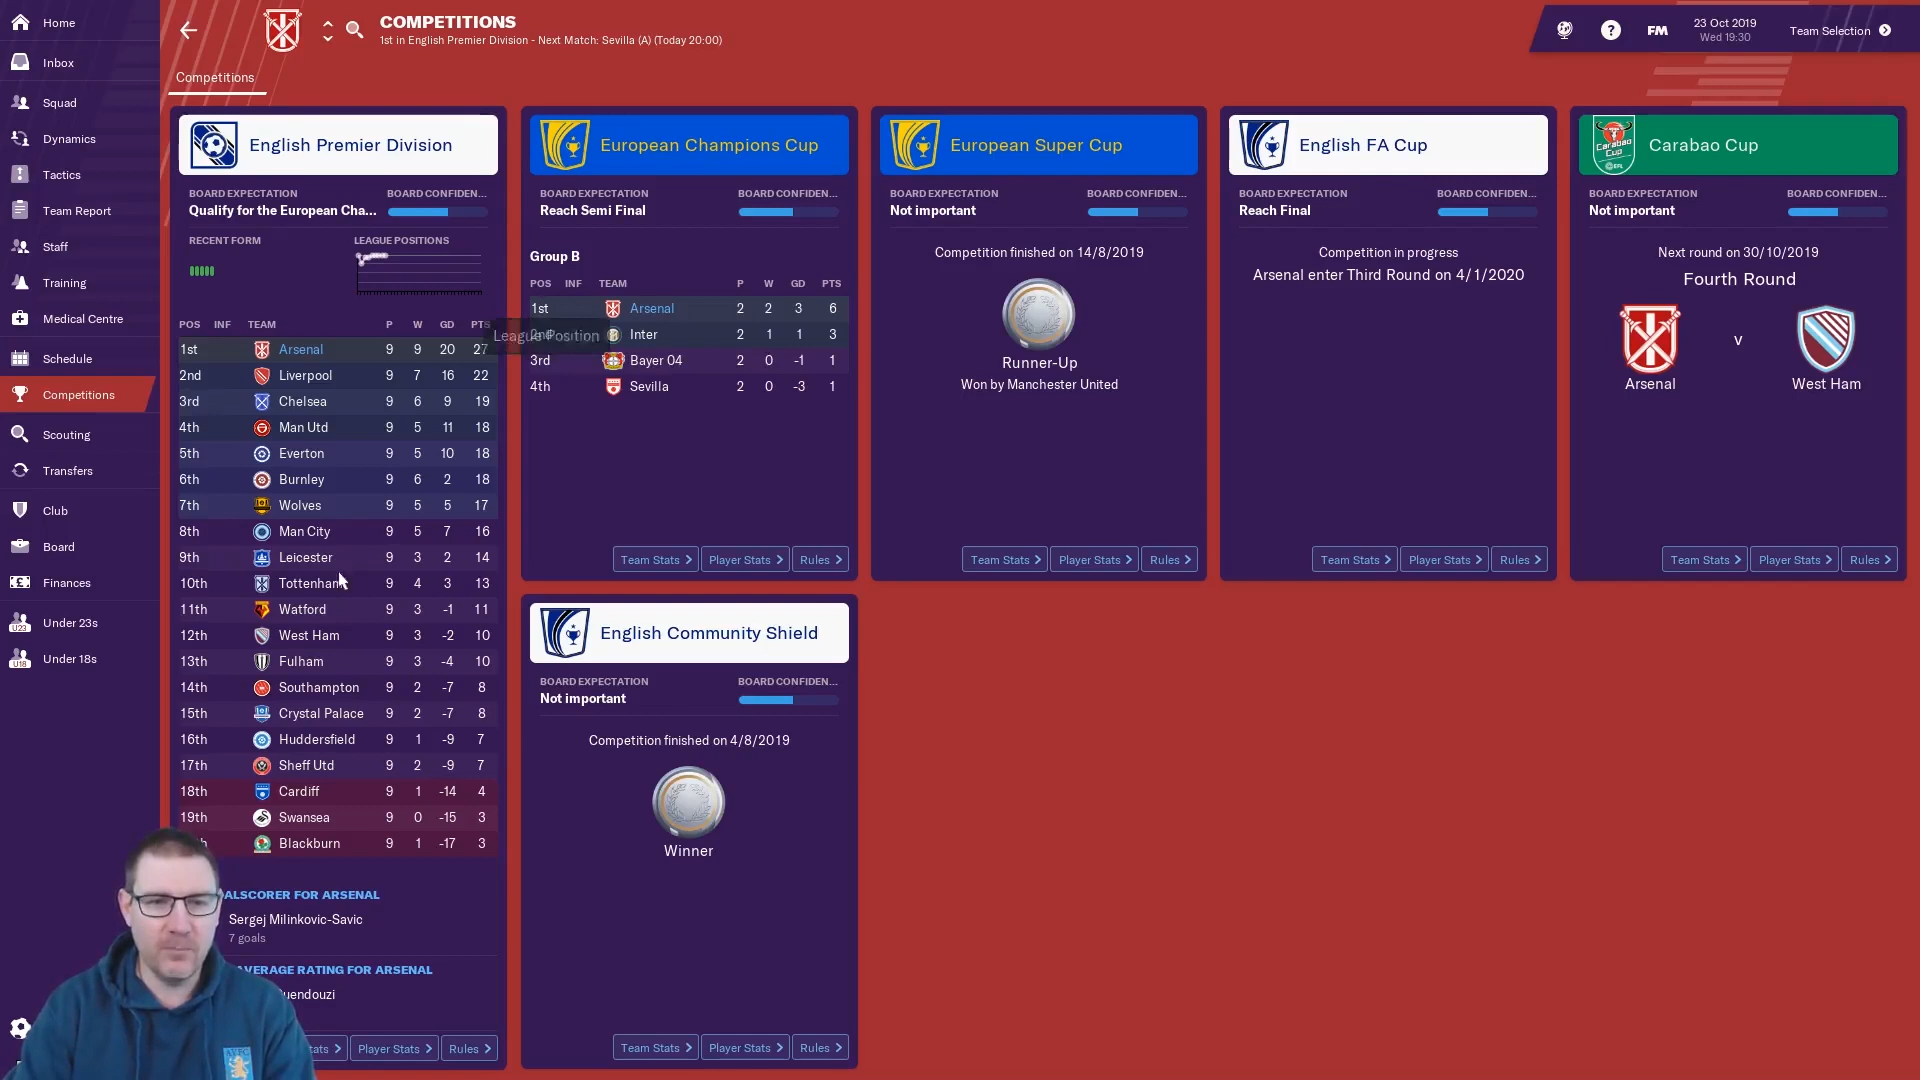 Home
Inbox
Squad
Dynamics
Tactics
Team Report
Staff
Training
Medical Centre
Schedule
Competitions
Scouting
Transfers
Club
Board
Finances
U23
Under 23s
U18
Under 18s
COMPETITIONS
1st in English Premier Division - Next Match: Sevilla (A) (Today 20:00)
FM
23 Oct 2019
Wed 19:30
Team Selection
Competitions
English Premier Division
BOARD EXPECTATION BOARD CONFIDEN...
Qualify for the European Cha...
RECENT FORM LEAGUE POSITIONS
POS INF TEAM P W GD PTS
1st Arsenal 9 9 20 27
2nd Liverpool 9 7 16 22
3rd Chelsea 9 6 9 19
4th Man Utd 9 5 11 18
5th Everton 9 5 10 18
6th Burnley 9 6 2 18
7th Wolves 9 5 5 17
8th Man City 9 5 7 16
9th Leicester 9 3 2 14
10th Tottenham 9 4 3 13
11th Watford 9 3 -1 11
12th West Ham 9 3 -2 10
13th Fulham 9 3 -4 10
14th Southampton 9 2 -7 8
15th Crystal Palace 9 2 -7 8
16th Huddersfield 9 1 -9 7
17th Sheff Utd 9 2 -9 7
18th Cardiff 9 1 -14 4
19th Swansea 9 0 -15 3
h Blackburn 9 1 -17 3
ALSCORER FOR ARSENAL
Sergej Milinkovic-Savic
7 goals
AVERAGE RATING FOR ARSENAL
uendouzi
tats Player Stats Rules
League Position
European Champions Cup
BOARD EXPECTATION BOARD CONFIDEN...
Reach Semi Final
Group B
POS INF TEAM P W GD PTS
1st Arsenal 2 2 3 6
2nd Inter 2 1 1 3
3rd Bayer 04 2 0 -1 1
4th Sevilla 2 0 -3 1
Team Stats Player Stats Rules
European Super Cup
BOARD EXPECTATION BOARD CONFIDEN...
Not important
Competition finished on 14/8/2019
Runner-Up
Won by Manchester United
Team Stats Player Stats Rules
English FA Cup
BOARD EXPECTATION BOARD CONFIDEN...
Reach Final
Competition in progress
Arsenal enter Third Round on 4/1/2020
Team Stats Player Stats Rules
Carabao Cup
EFL
Carabao Cup
BOARD EXPECTATION BOARD CONFIDEN...
Not important
Next round on 30/10/2019
Fourth Round
v
Arsenal West Ham
Team Stats Player Stats Rules
English Community Shield
BOARD EXPECTATION BOARD CONFIDEN...
Not important
Competition finished on 4/8/2019
Winner
Team Stats Player Stats Rules
AVFC